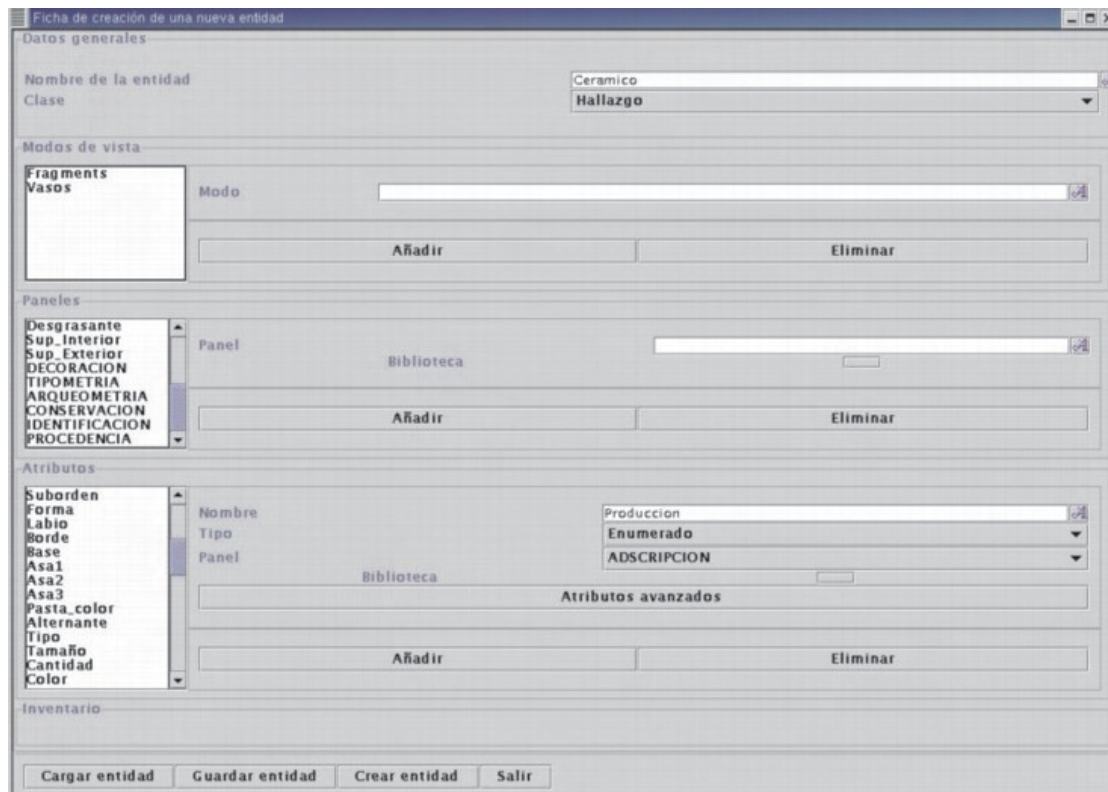 Ficha de creación de una nueva entidad
Datos generales
Nombre de la entidad
Ceramico
Clase
Hallazgo
Modos de vista
Fragments
Vasos
Modo
Añadir
Eliminar
Paneles
Desgrasante
Sup_Interior
Sup_Exterior
DECORACION
TIPOMETRIA
ARQUEOMETRIA
CONSERVACION
IDENTIFICACION
PROCEDENCIA
Panel
Biblioteca
Añadir
Eliminar
Atributos
Suborden
Forma
Labio
Borde
Base
Asa1
Asa2
Asa3
Pasta_color
Alternante
Tipo
Tamaño
Cantidad
Color
Nombre
Produccion
Tipo
Enumerado
Panel
ADSCRIPCION
Biblioteca
Atributos avanzados
Añadir
Eliminar
Inventario
Cargar entidad
Guardar entidad
Crear entidad
Salir